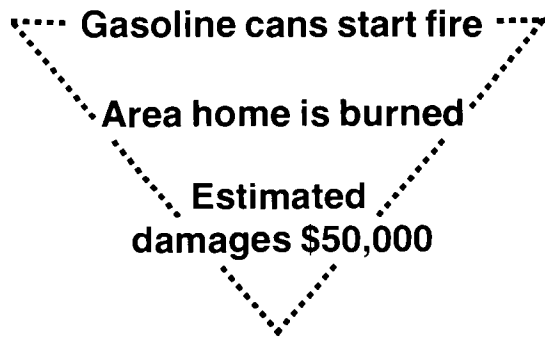 Gasoline cans start fire
Area home is burned
Estimated
damages $50,000